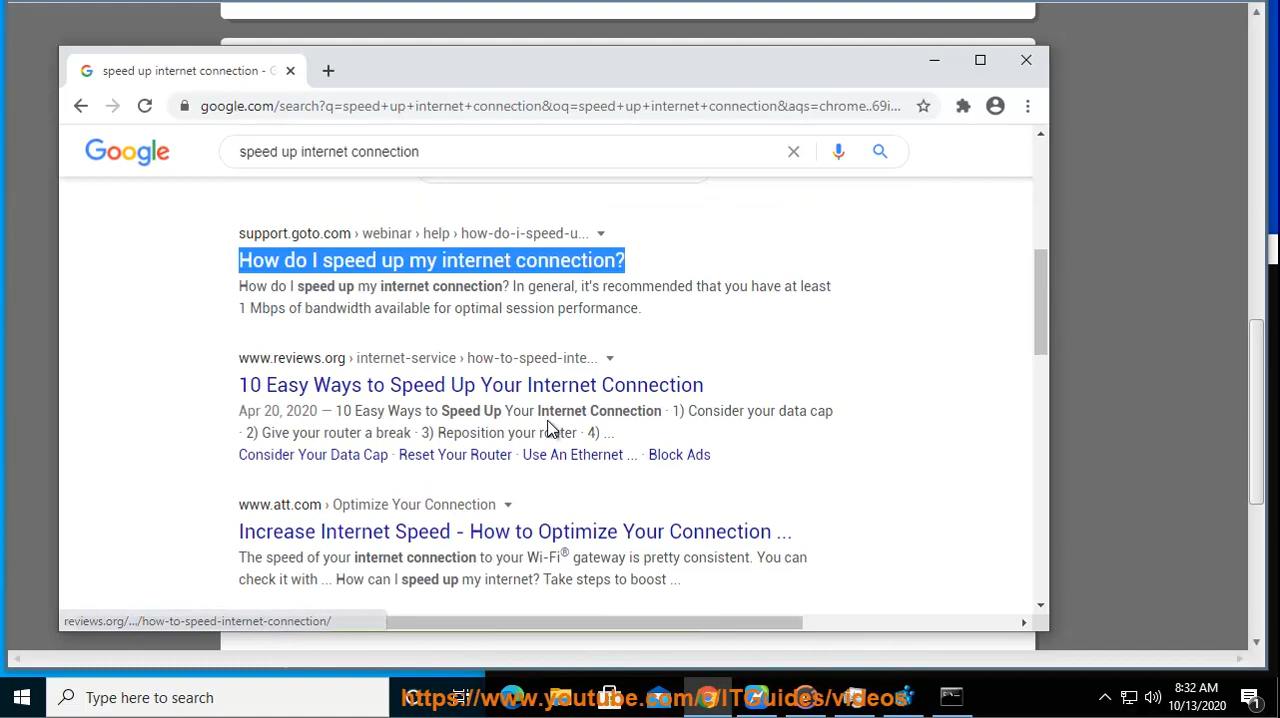 speed up internet connection - G
google.com/search?q=speed+up+internet+connection&oq=speed+up+internet+connection&aqs=chrome..69i...
Google
speed up internet connection
support.goto.com › webinar › help › how-do-i-speed-u...
How do I speed up my internet connection?
How do I speed up my internet connection? In general, it's recommended that you have at least
1 Mbps of bandwidth available for optimal session performance.
www.reviews.org › internet-service › how-to-speed-inte...
10 Easy Ways to Speed Up Your Internet Connection
Apr 20, 2020 — 10 Easy Ways to Speed Up Your Internet Connection · 1) Consider your data cap
· 2) Give your router a break · 3) Reposition your router · 4) ...
Consider Your Data Cap · Reset Your Router · Use An Ethernet ... · Block Ads
www.att.com › Optimize Your Connection
Increase Internet Speed - How to Optimize Your Connection ...
The speed of your internet connection to your Wi-Fi® gateway is pretty consistent. You can
check it with ... How can I speed up my internet? Take steps to boost ...
reviews.org/.../how-to-speed-internet-connection/
Type here to search
https://www.youtube.com/c/ITGuides/videos
8:32 AM
10/13/2020
1